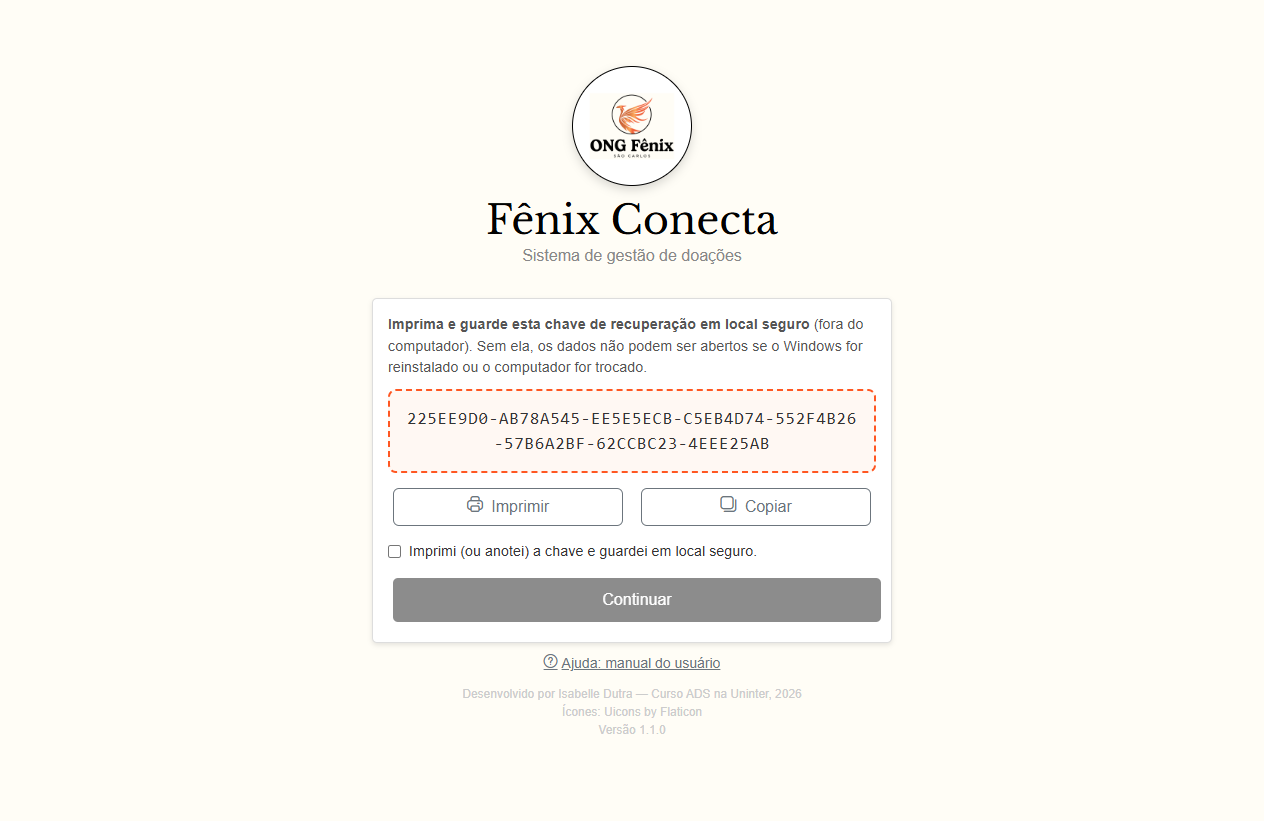 ONG Fênix
SÃO CARLOS
Fênix Conecta
Sistema de gestão de doações
Imprima e guarde esta chave de recuperação em local seguro (fora do
computador). Sem ela, os dados não podem ser abertos se o Windows for
reinstalado ou o computador for trocado.
225EE9D0-AB78A545-EE5E5ECB-C5EB4D74-552F4B26
-57B6A2BF-62CCBC23-4EEE25AB
Imprimir
Copiar
Imprimi (ou anotei) a chave e guardei em local seguro.
Continuar
Ajuda: manual do usuário
Desenvolvido por Isabelle Dutra — Curso ADS na Uninter, 2026
Ícones: Uicons by Flaticon
Versão 1.1.0